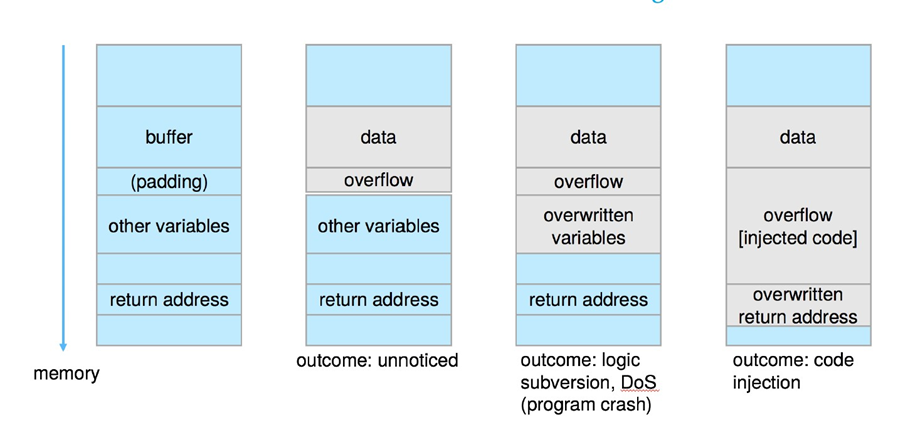 buffer
(padding)
other variables
return address
memory
data
overflow
other variables
return address
outcome: unnoticed
data
overflow
overwritten
variables
return address
outcome: logic
subversion, DoS
(program crash)
data
overflow
[injected code]
overwritten
return address
outcome: code
injection